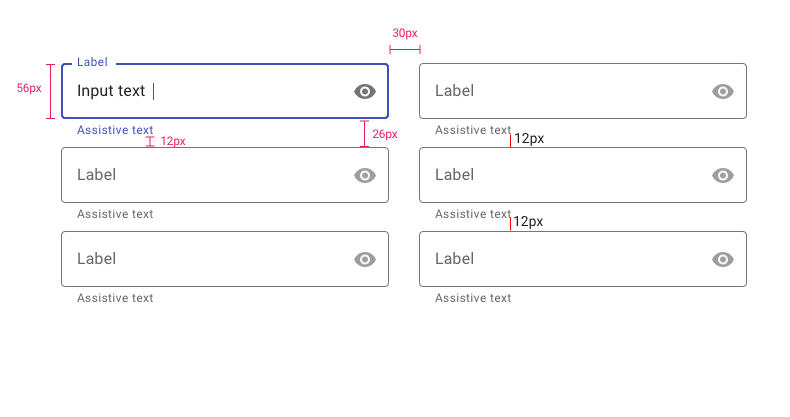 30px
Label
56px
Input text
Label
Assistive text
26px
Assistive text
12px
12px
Label
Label
Assistive text
Assistive text
12px
Label
Label
Assistive text
Assistive text